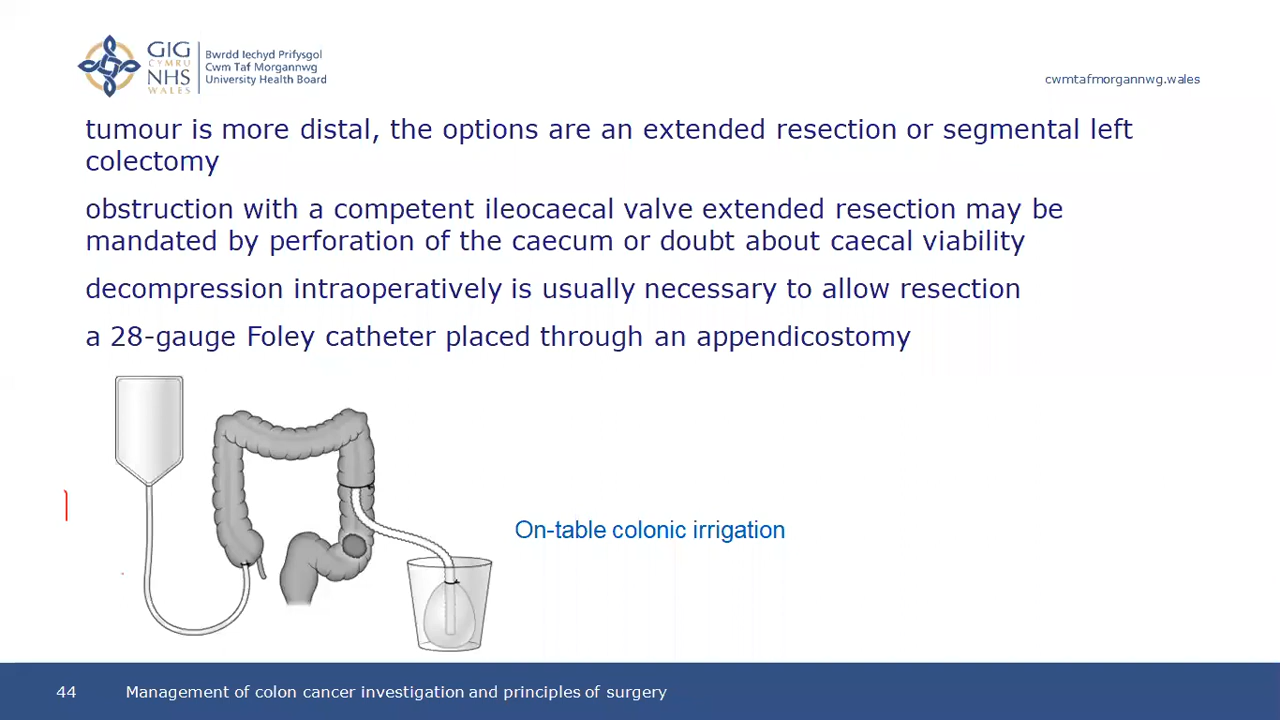 GIG
CYMRU
NHS
WALES
Bwrdd Iechyd Prifysgol
Cwm Taf Morgannwg
University Health Board
cwmtafmorgannwg.wales
tumour is more distal, the options are an extended resection or segmental left
colectomy
obstruction with a competent ileocaecal valve extended resection may be
mandated by perforation of the caecum or doubt about caecal viability
decompression intraoperatively is usually necessary to allow resection
a 28-gauge Foley catheter placed through an appendicostomy
On-table colonic irrigation
44 Management of colon cancer investigation and principles of surgery